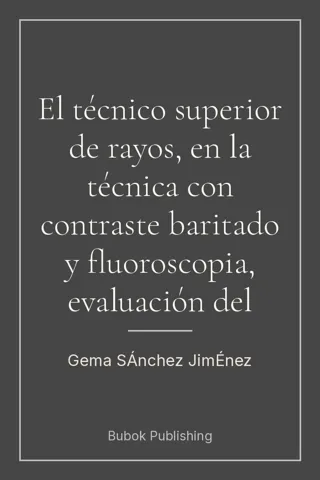 El técnico superior
de rayos, en la
técnica con
contraste baritado
y fluoroscopia,
evaluación del
Gema SÁnchez JimÉnez
Bubok Publishing